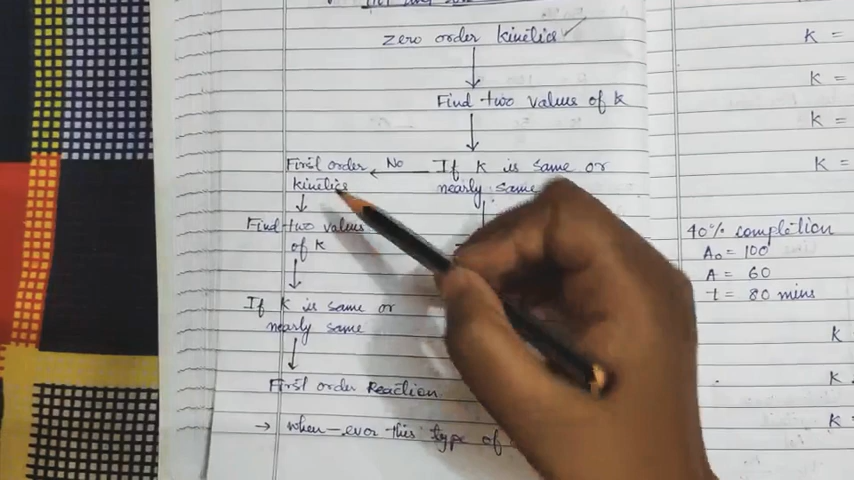 zero order kinetics
Find two values of k
If k is same or
nearly same
No
First order
kinetics
Find two values
of k
If k is same or
nearly same
First order Reaction
→ when-ever this type of
k =
k =
k =
k =
40% completion
A₀ = 100
A = 60
t = 80 mins
k
k
k